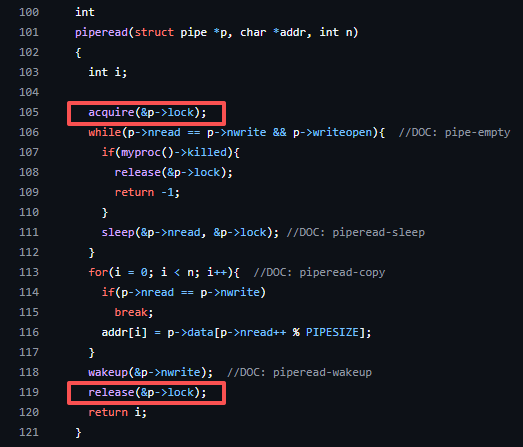 100 int
101 piperead(struct pipe *p, char *addr, int n)
102 {
103   int i;
104
105   acquire(&p->lock);
106   while(p->nread == p->nwrite && p->writeopen){  //DOC: pipe-empty
107     if(myproc()->killed){
108       release(&p->lock);
109       return -1;
110     }
111     sleep(&p->nread, &p->lock); //DOC: piperead-sleep
112   }
113   for(i = 0; i < n; i++){  //DOC: piperead-copy
114     if(p->nread == p->nwrite)
115       break;
116     addr[i] = p->data[p->nread++ % PIPESIZE];
117   }
118   wakeup(&p->nwrite);  //DOC: piperead-wakeup
119   release(&p->lock);
120   return i;
121 }